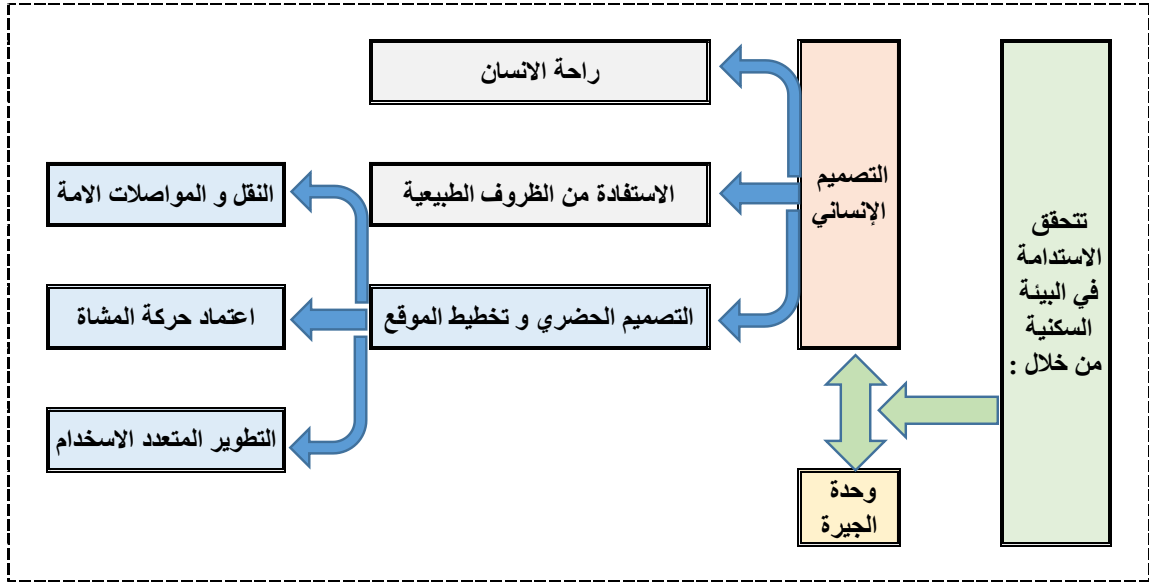 تتحقق
الاستدامة
في البيئة
السكنية
من خلال :
التصميم
الإنساني
وحدة
الجيرة
راحة الانسان
الاستفادة من الظروف الطبيعية
التصميم الحضري و تخطيط الموقع
النقل و المواصلات الامة
اعتماد حركة المشاة
التطوير المتعدد الاسخدام